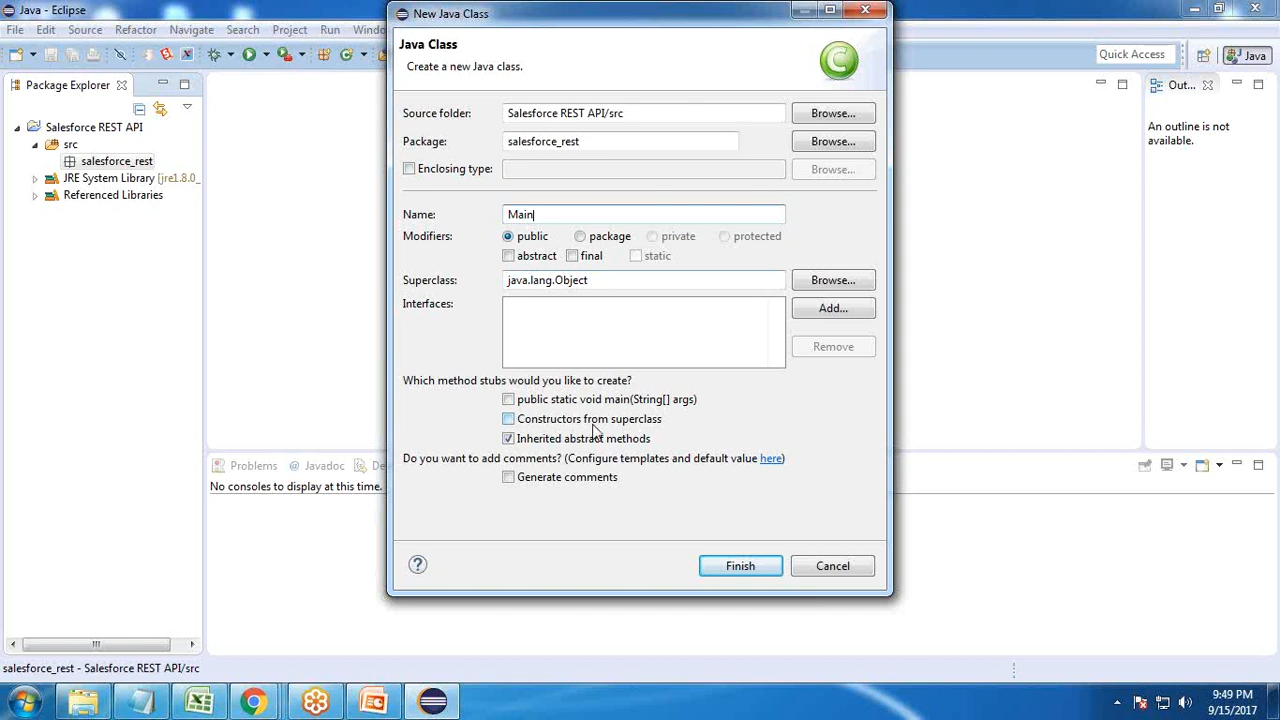 Java - Eclipse
New Java Class
File Edit Source Refactor Navigate Search Project Run Windo
Quick Access
Java
Java Class
Create a new Java class.
Package Explorer
Salesforce REST API
src
salesforce_rest
JRE System Library [jre1.8.0_
Referenced Libraries
Source folder: Salesforce REST API/src Browse...
Package: salesforce_rest Browse...
Enclosing type: Browse...
Name: Main
Modifiers: public package private protected
abstract final static
Superclass: java.lang.Object Browse...
Interfaces: Add...
Remove
Which method stubs would you like to create?
public static void main(String[] args)
Constructors from superclass
Inherited abstract methods
Do you want to add comments? (Configure templates and default value here)
Generate comments
? Finish Cancel
Out...
An outline is not
available.
Problems @ Javadoc De
No consoles to display at this time.
salesforce_rest - Salesforce REST API/src
9:49 PM
9/15/2017